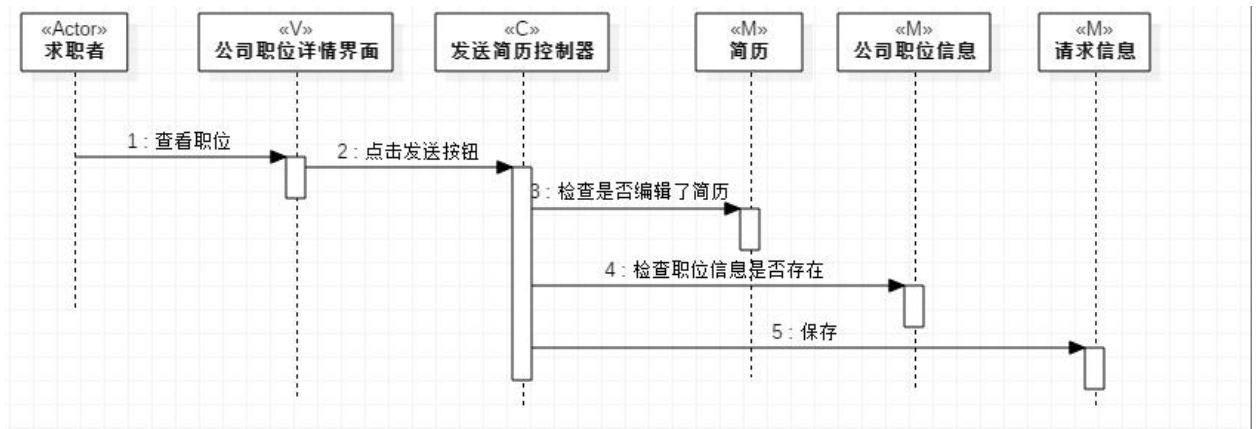 «Actor»
求职者
«V»
公司职位详情界面
«C»
发送简历控制器
«M»
简历
«M»
公司职位信息
«M»
请求信息
1 : 查看职位
2 : 点击发送按钮
3 : 检查是否编辑了简历
4 : 检查职位信息是否存在
5 : 保存